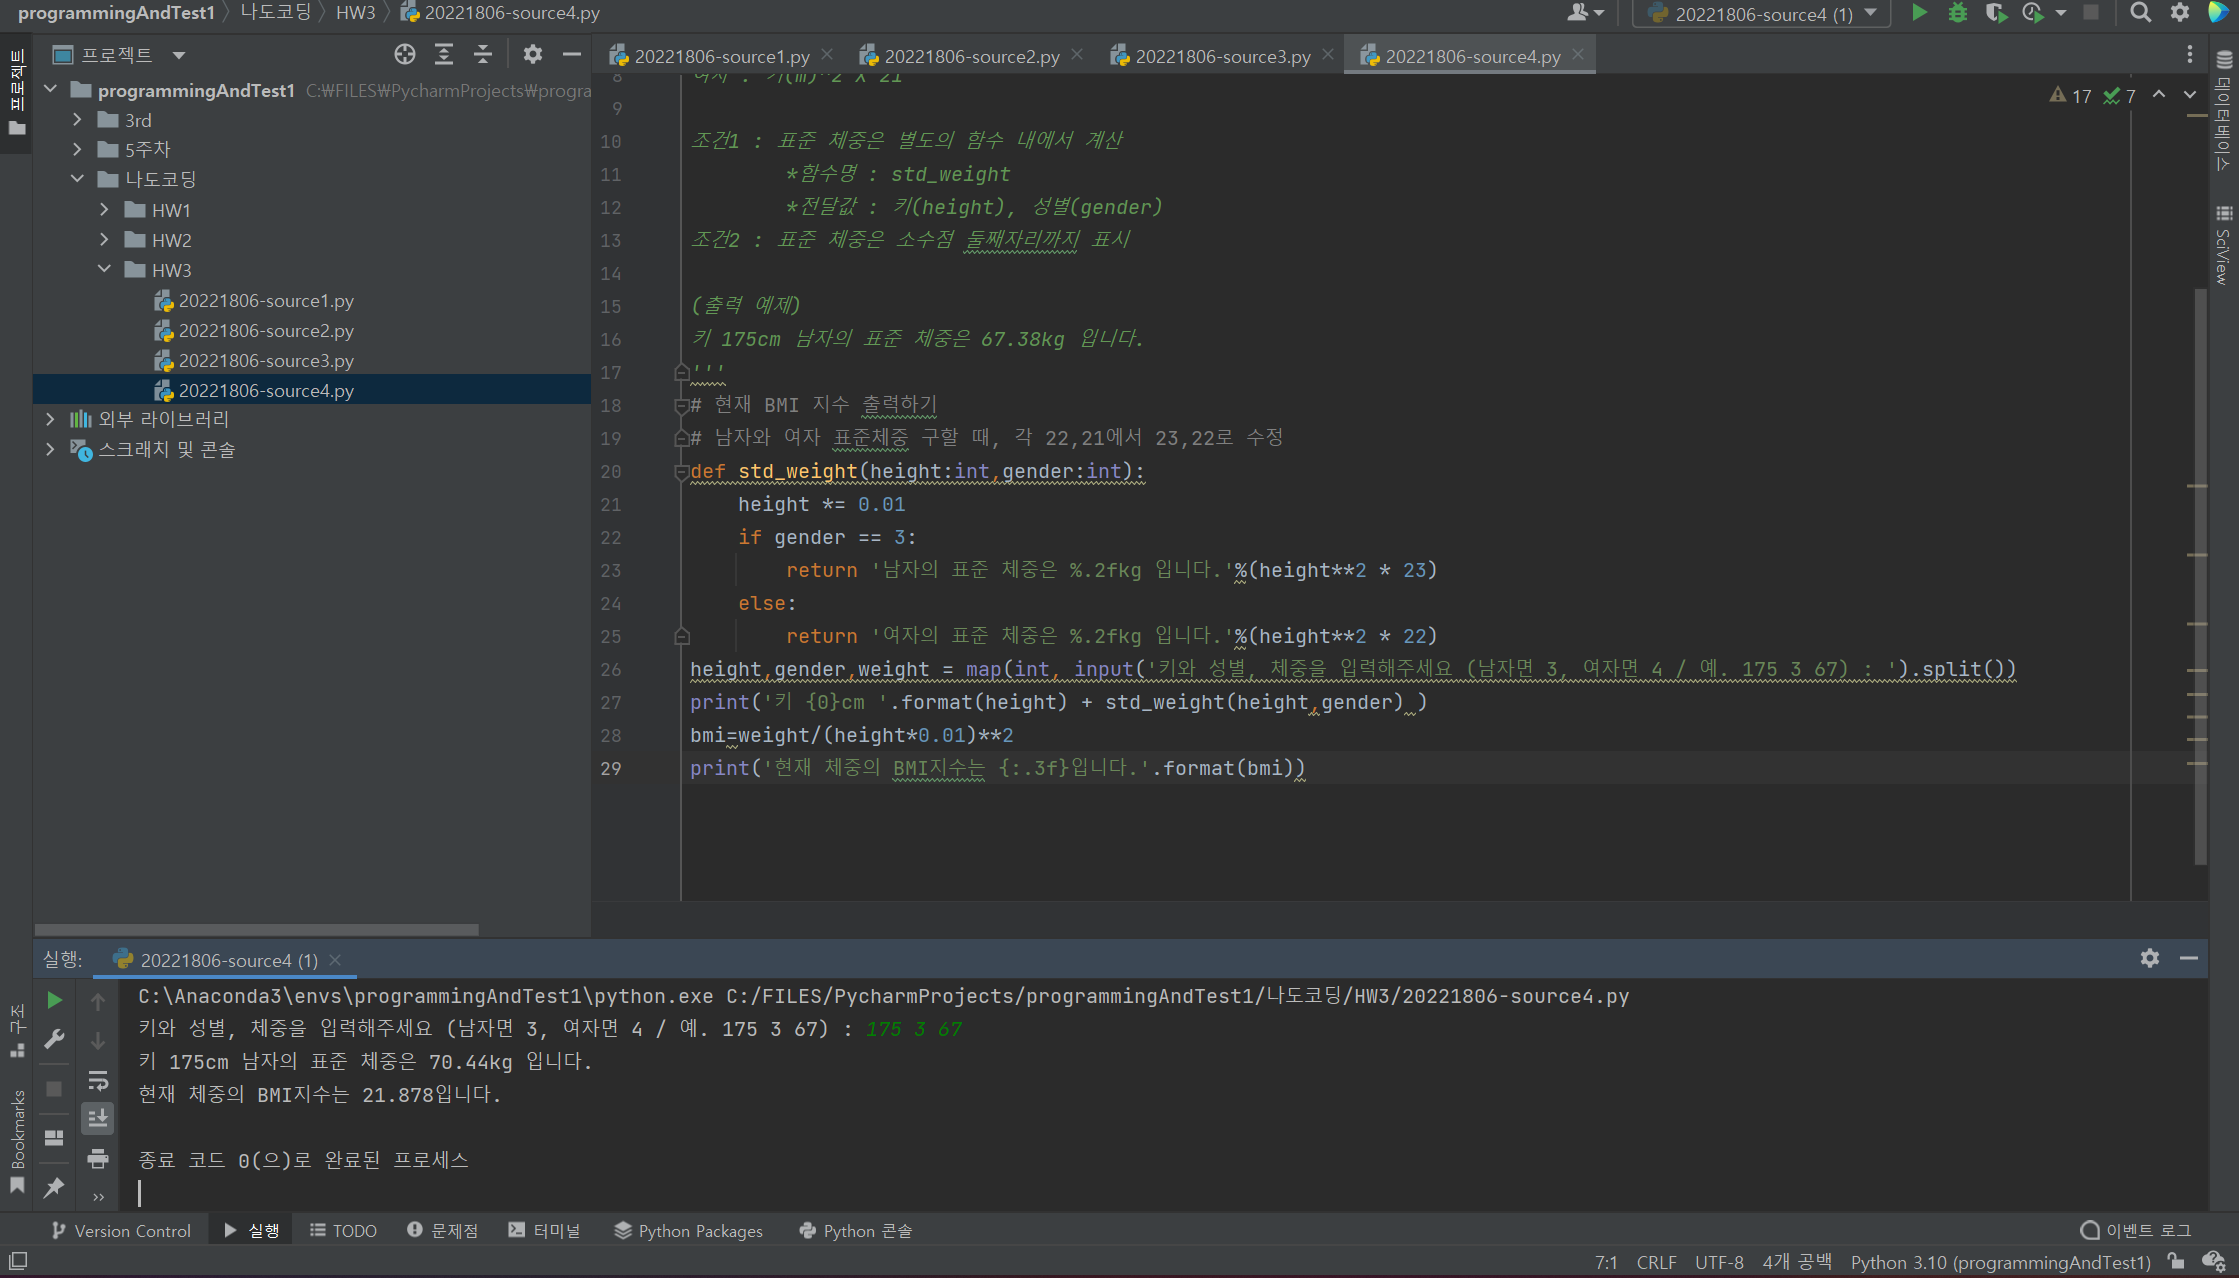 programmingAndTest1 나도코딩 HW3 20221806-source4.py
20221806-source4 (1)
프로젝트
프로젝트
20221806-source1.py
20221806-source2.py
20221806-source3.py
20221806-source4.py
programmingAndTest1 C:\FILES\PycharmProjects\progra
3rd
5주차
나도코딩
HW1
HW2
HW3
20221806-source1.py
20221806-source2.py
20221806-source3.py
20221806-source4.py
외부 라이브러리
스크래치 및 콘솔
17 7
8 여자 : 키(m)**2 X 21
9
10 조건1 : 표준 체중은 별도의 함수 내에서 계산
11 *함수명 : std_weight
12 *전달값 : 키(height), 성별(gender)
13 조건2 : 표준 체중은 소수점 둘째자리까지 표시
14
15 (출력 예제)
16 키 175cm 남자의 표준 체중은 67.38kg 입니다.
17 '''
18 # 현재 BMI 지수 출력하기
19 # 남자와 여자 표준체중 구할 때, 각 22,21에서 23,22로 수정
20 def std_weight(height:int,gender:int):
21 height *= 0.01
22 if gender == 3:
23 return '남자의 표준 체중은 %.2fkg 입니다.'%(height**2 * 23)
24 else:
25 return '여자의 표준 체중은 %.2fkg 입니다.'%(height**2 * 22)
26 height,gender,weight = map(int, input('키와 성별, 체중을 입력해주세요 (남자면 3, 여자면 4 / 예. 175 3 67) : ').split())
27 print('키 {0}cm '.format(height) + std_weight(height,gender) )
28 bmi=weight/(height*0.01)**2
29 print('현재 체중의 BMI지수는 {:.3f}입니다.'.format(bmi))
데이터베이스
SciView
실행: 20221806-source4 (1)
C:\Anaconda3\envs\programmingAndTest1\python.exe C:/FILES/PycharmProjects/programmingAndTest1/나도코딩/HW3/20221806-source4.py
키와 성별, 체중을 입력해주세요 (남자면 3, 여자면 4 / 예. 175 3 67) : 175 3 67
키 175cm 남자의 표준 체중은 70.44kg 입니다.
현재 체중의 BMI지수는 21.878입니다.
종료 코드 0(으)로 완료된 프로세스
구조
Bookmarks
Version Control 실행 TODO 문제점 터미널 Python Packages Python 콘솔 이벤트 로그
7:1 CRLF UTF-8 4개 공백 Python 3.10 (programmingAndTest1)